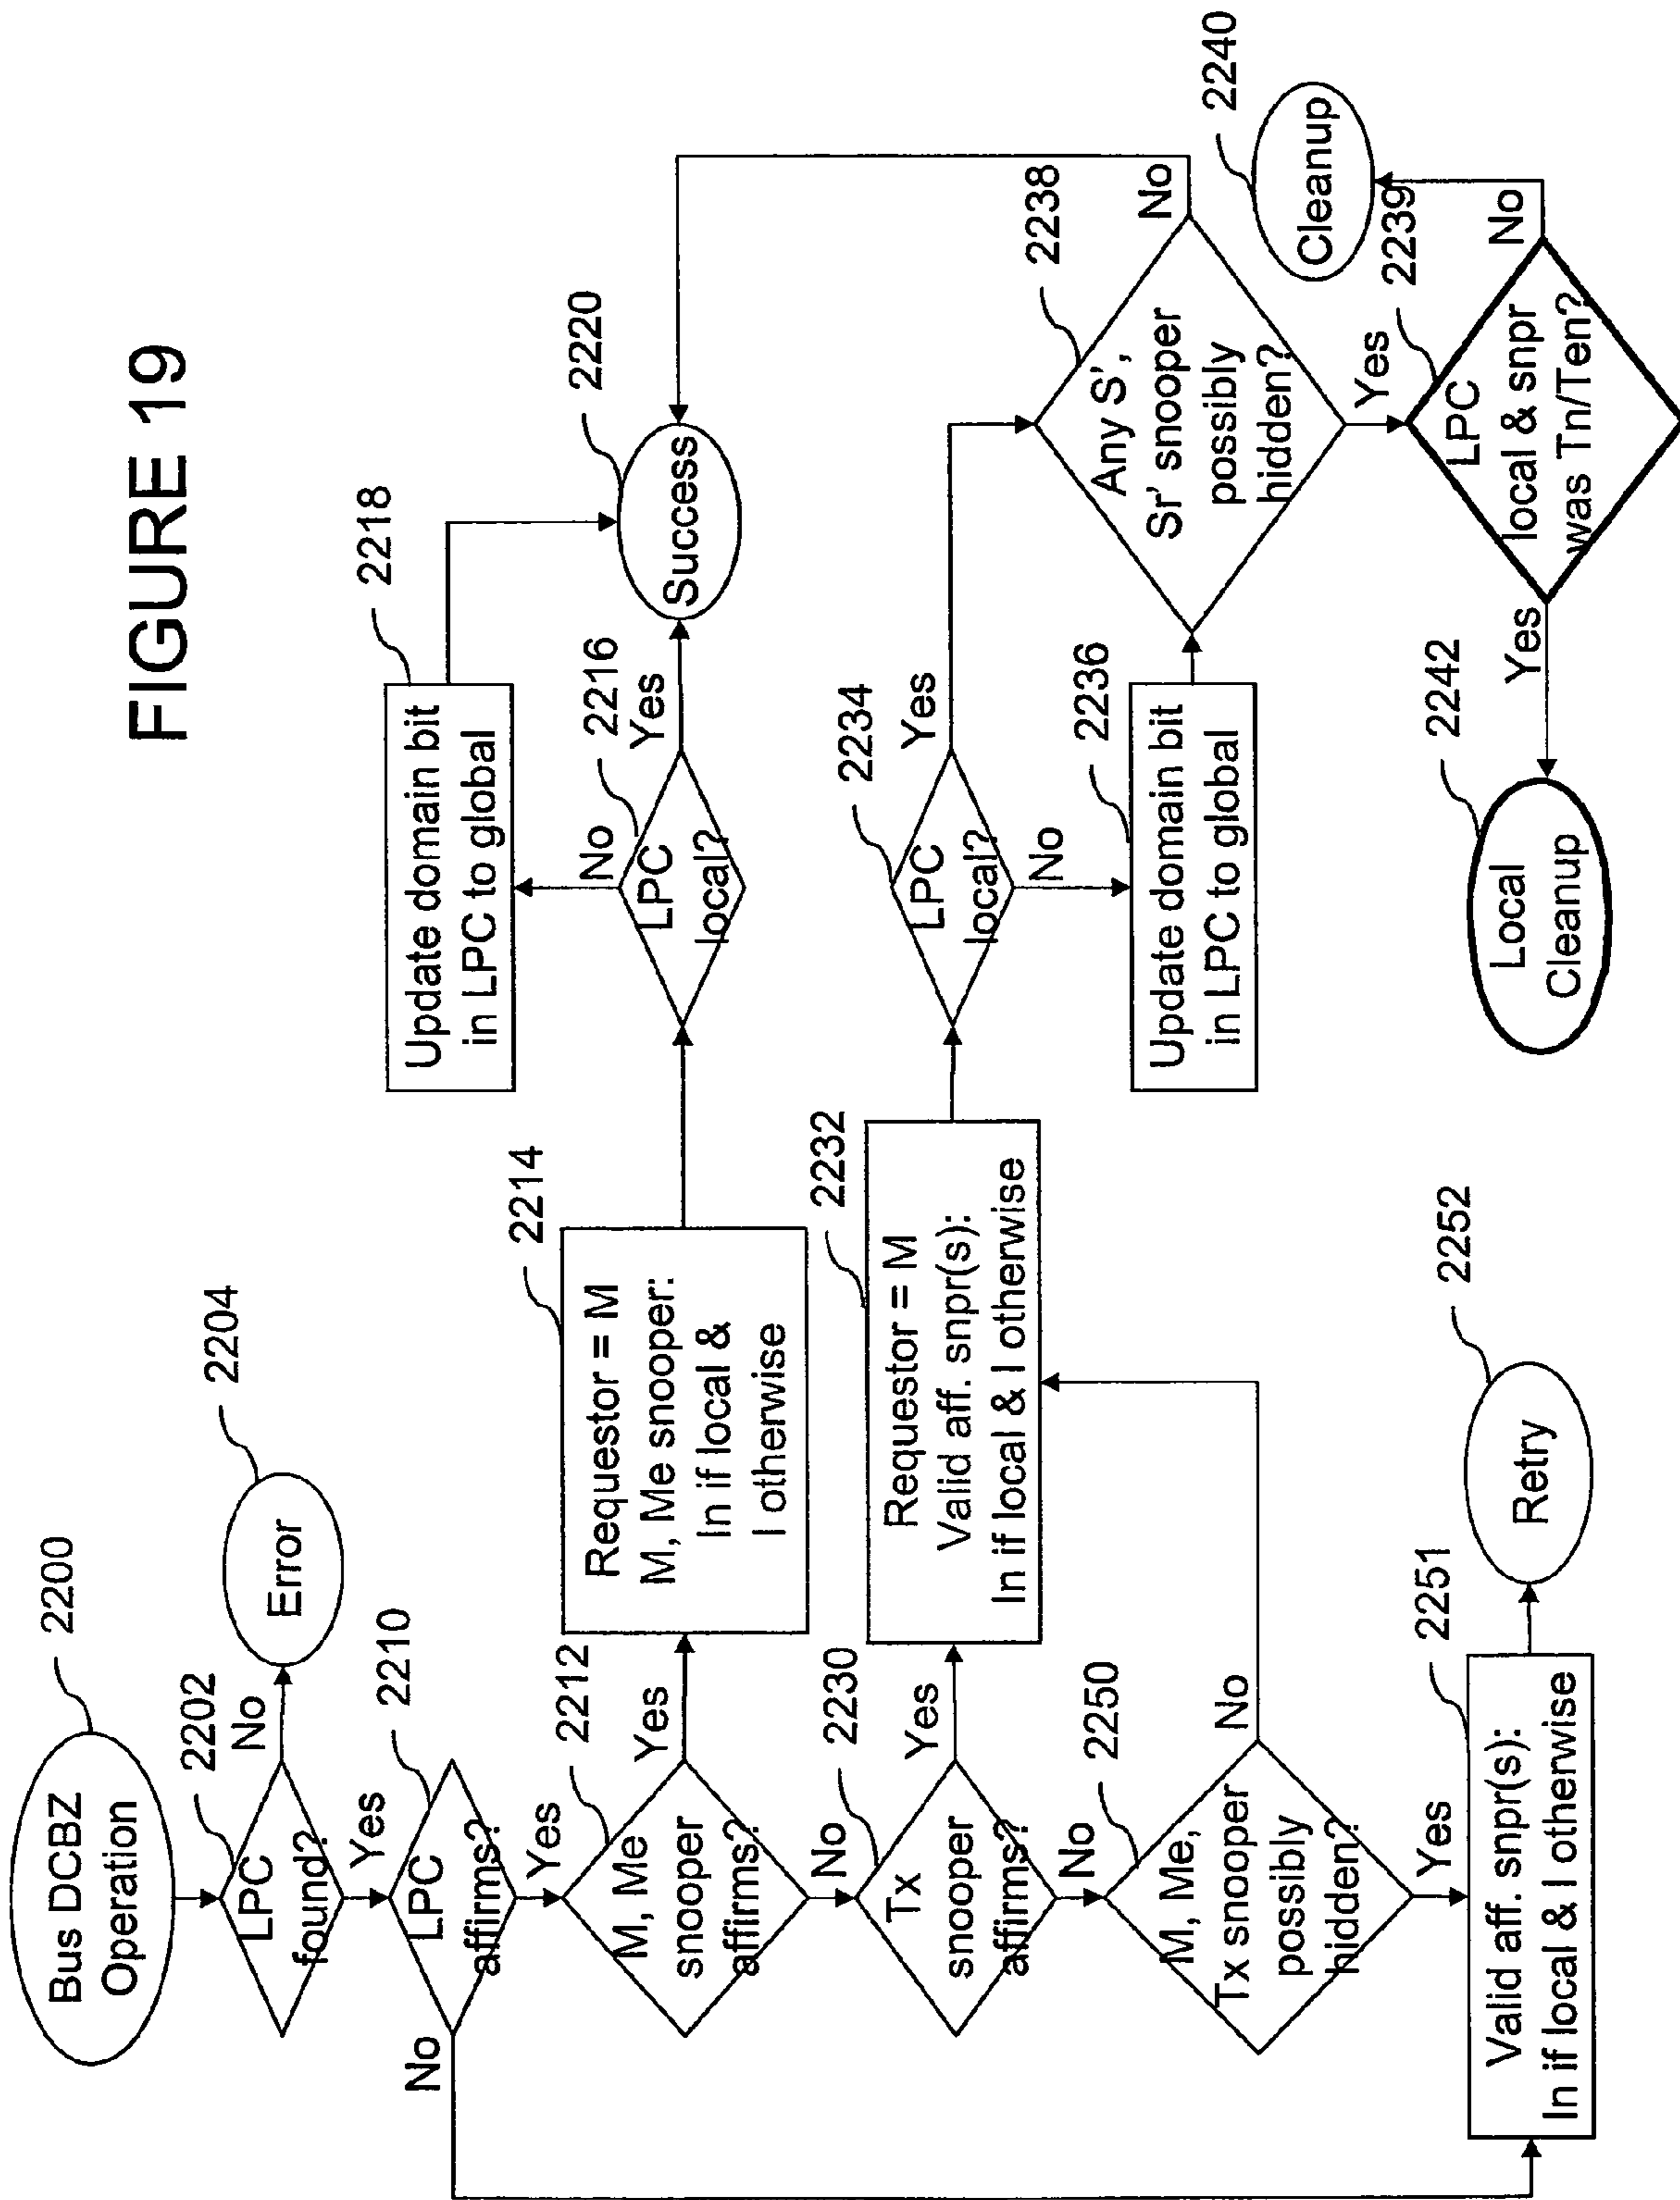 FIGURE 19
2200
Bus DCBZ
Operation
2202
LPC
found?
No
2204
Error
Yes
2210
LPC
affirms?
No
Yes
2212
M, Me
snooper
affirms?
Yes
2214
Requestor = M
M, Me snooper:
In if local &
I otherwise
2216
LPC
local?
No
Yes
2218
Update domain bit
in LPC to global
2220
Success
No
2230
Tx
snooper
affirms?
Yes
2232
Requestor = M
Valid aff. snpr(s):
In if local & I otherwise
2234
LPC
local?
Yes
No
2236
Update domain bit
in LPC to global
2238
Any S',
Sr' snooper
possibly
hidden?
No
Yes
2239
LPC
local & snpr
was Tn/Ten?
No
2240
Cleanup
Yes
2242
Local
Cleanup
No
2250
M, Me,
Tx snooper
possibly
hidden?
No
Yes
2251
Valid aff. snpr(s):
In if local & I otherwise
2252
Retry